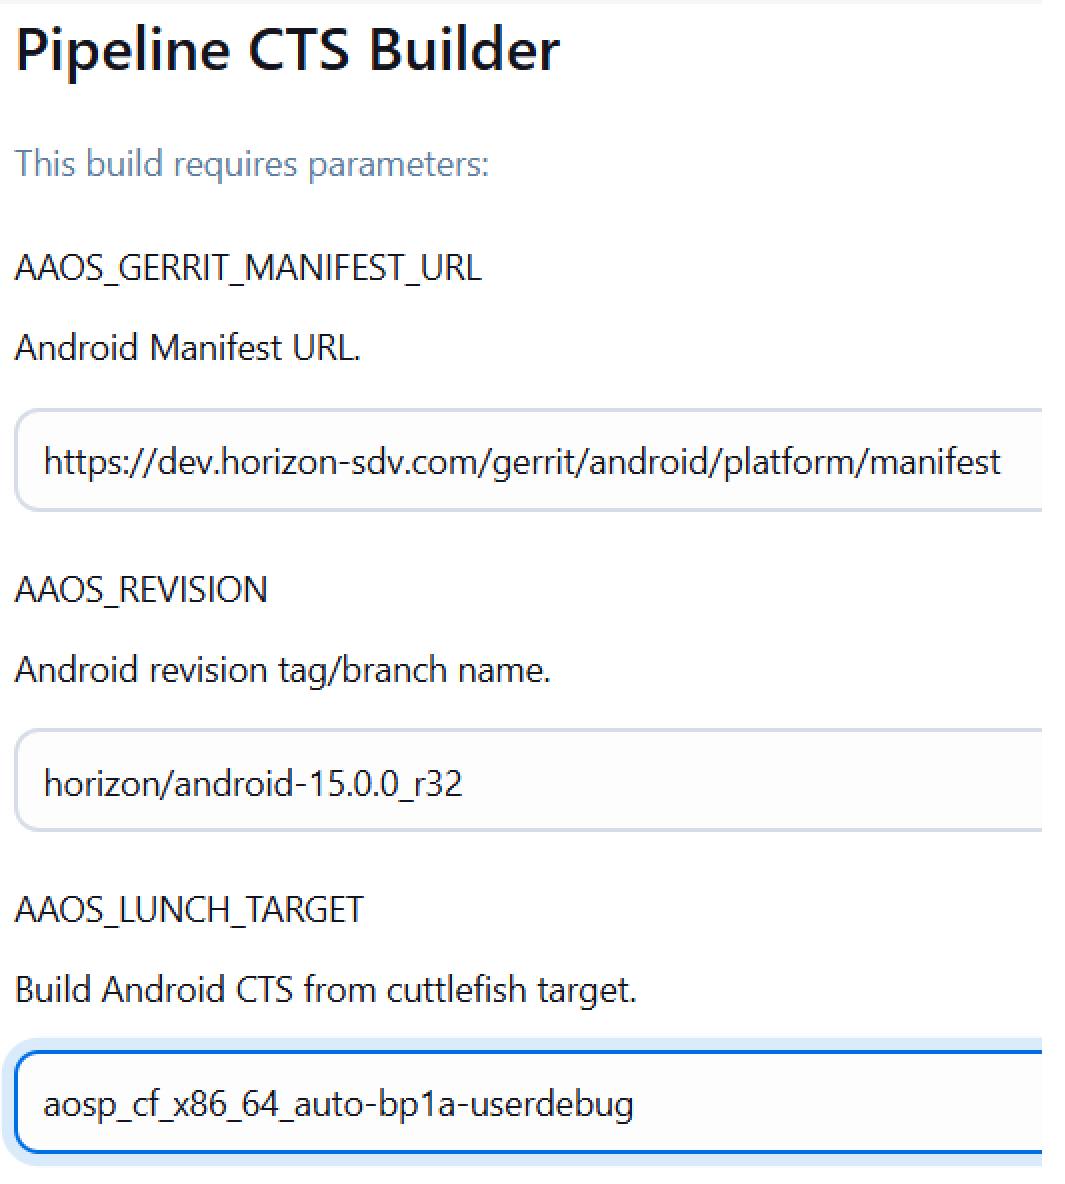 Pipeline CTS Builder
This build requires parameters:
AAOS_GERRIT_MANIFEST_URL
Android Manifest URL.
https://dev.horizon-sdv.com/gerrit/android/platform/manifest
AAOS_REVISION
Android revision tag/branch name.
horizon/android-15.0.0_r32
AAOS_LUNCH_TARGET
Build Android CTS from cuttlefish target.
aosp_cf_x86_64_auto-bp1a-userdebug